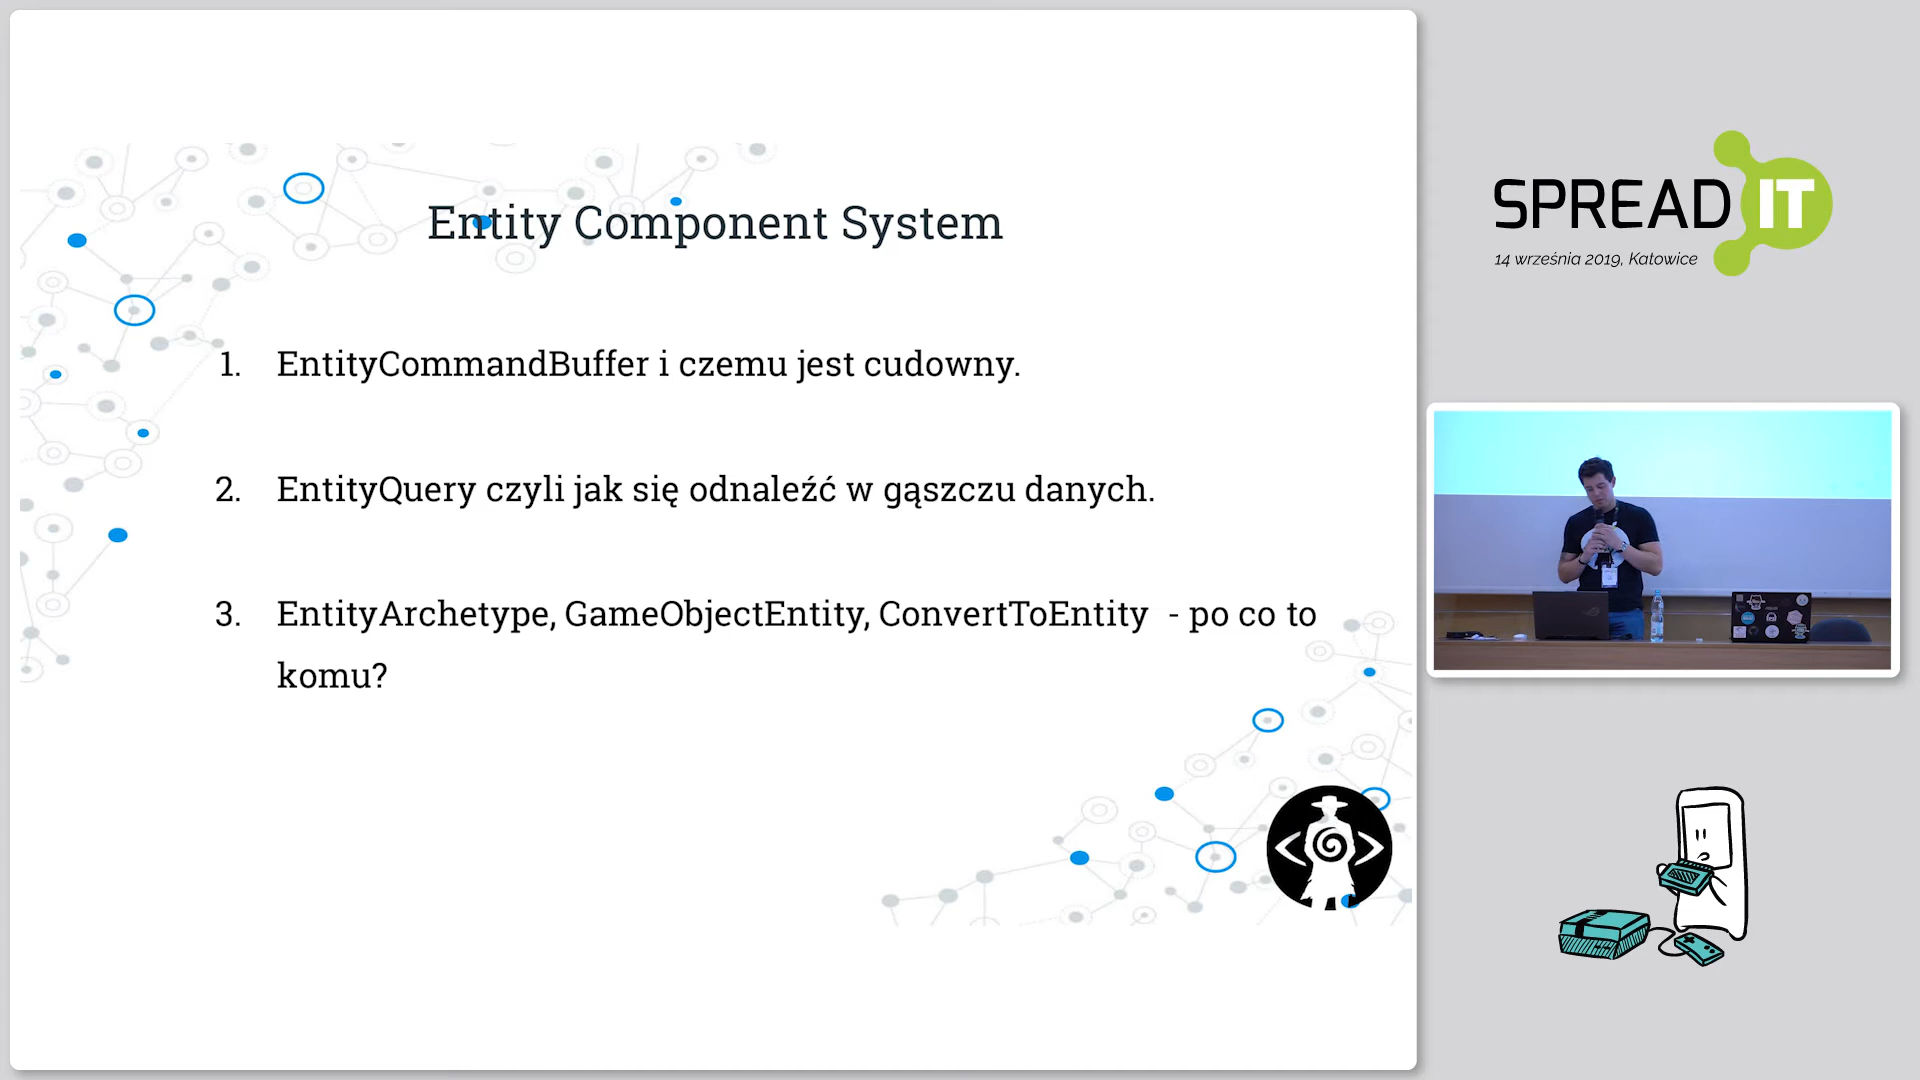 Entity Component System
1. EntityCommandBuffer i czemu jest cudowny.
2. EntityQuery czyli jak się odnaleźć w gąszczu danych.
3. EntityArchetype, GameObjectEntity, ConvertToEntity - po co to
komu?
SPREAD IT
14 września 2019, Katowice